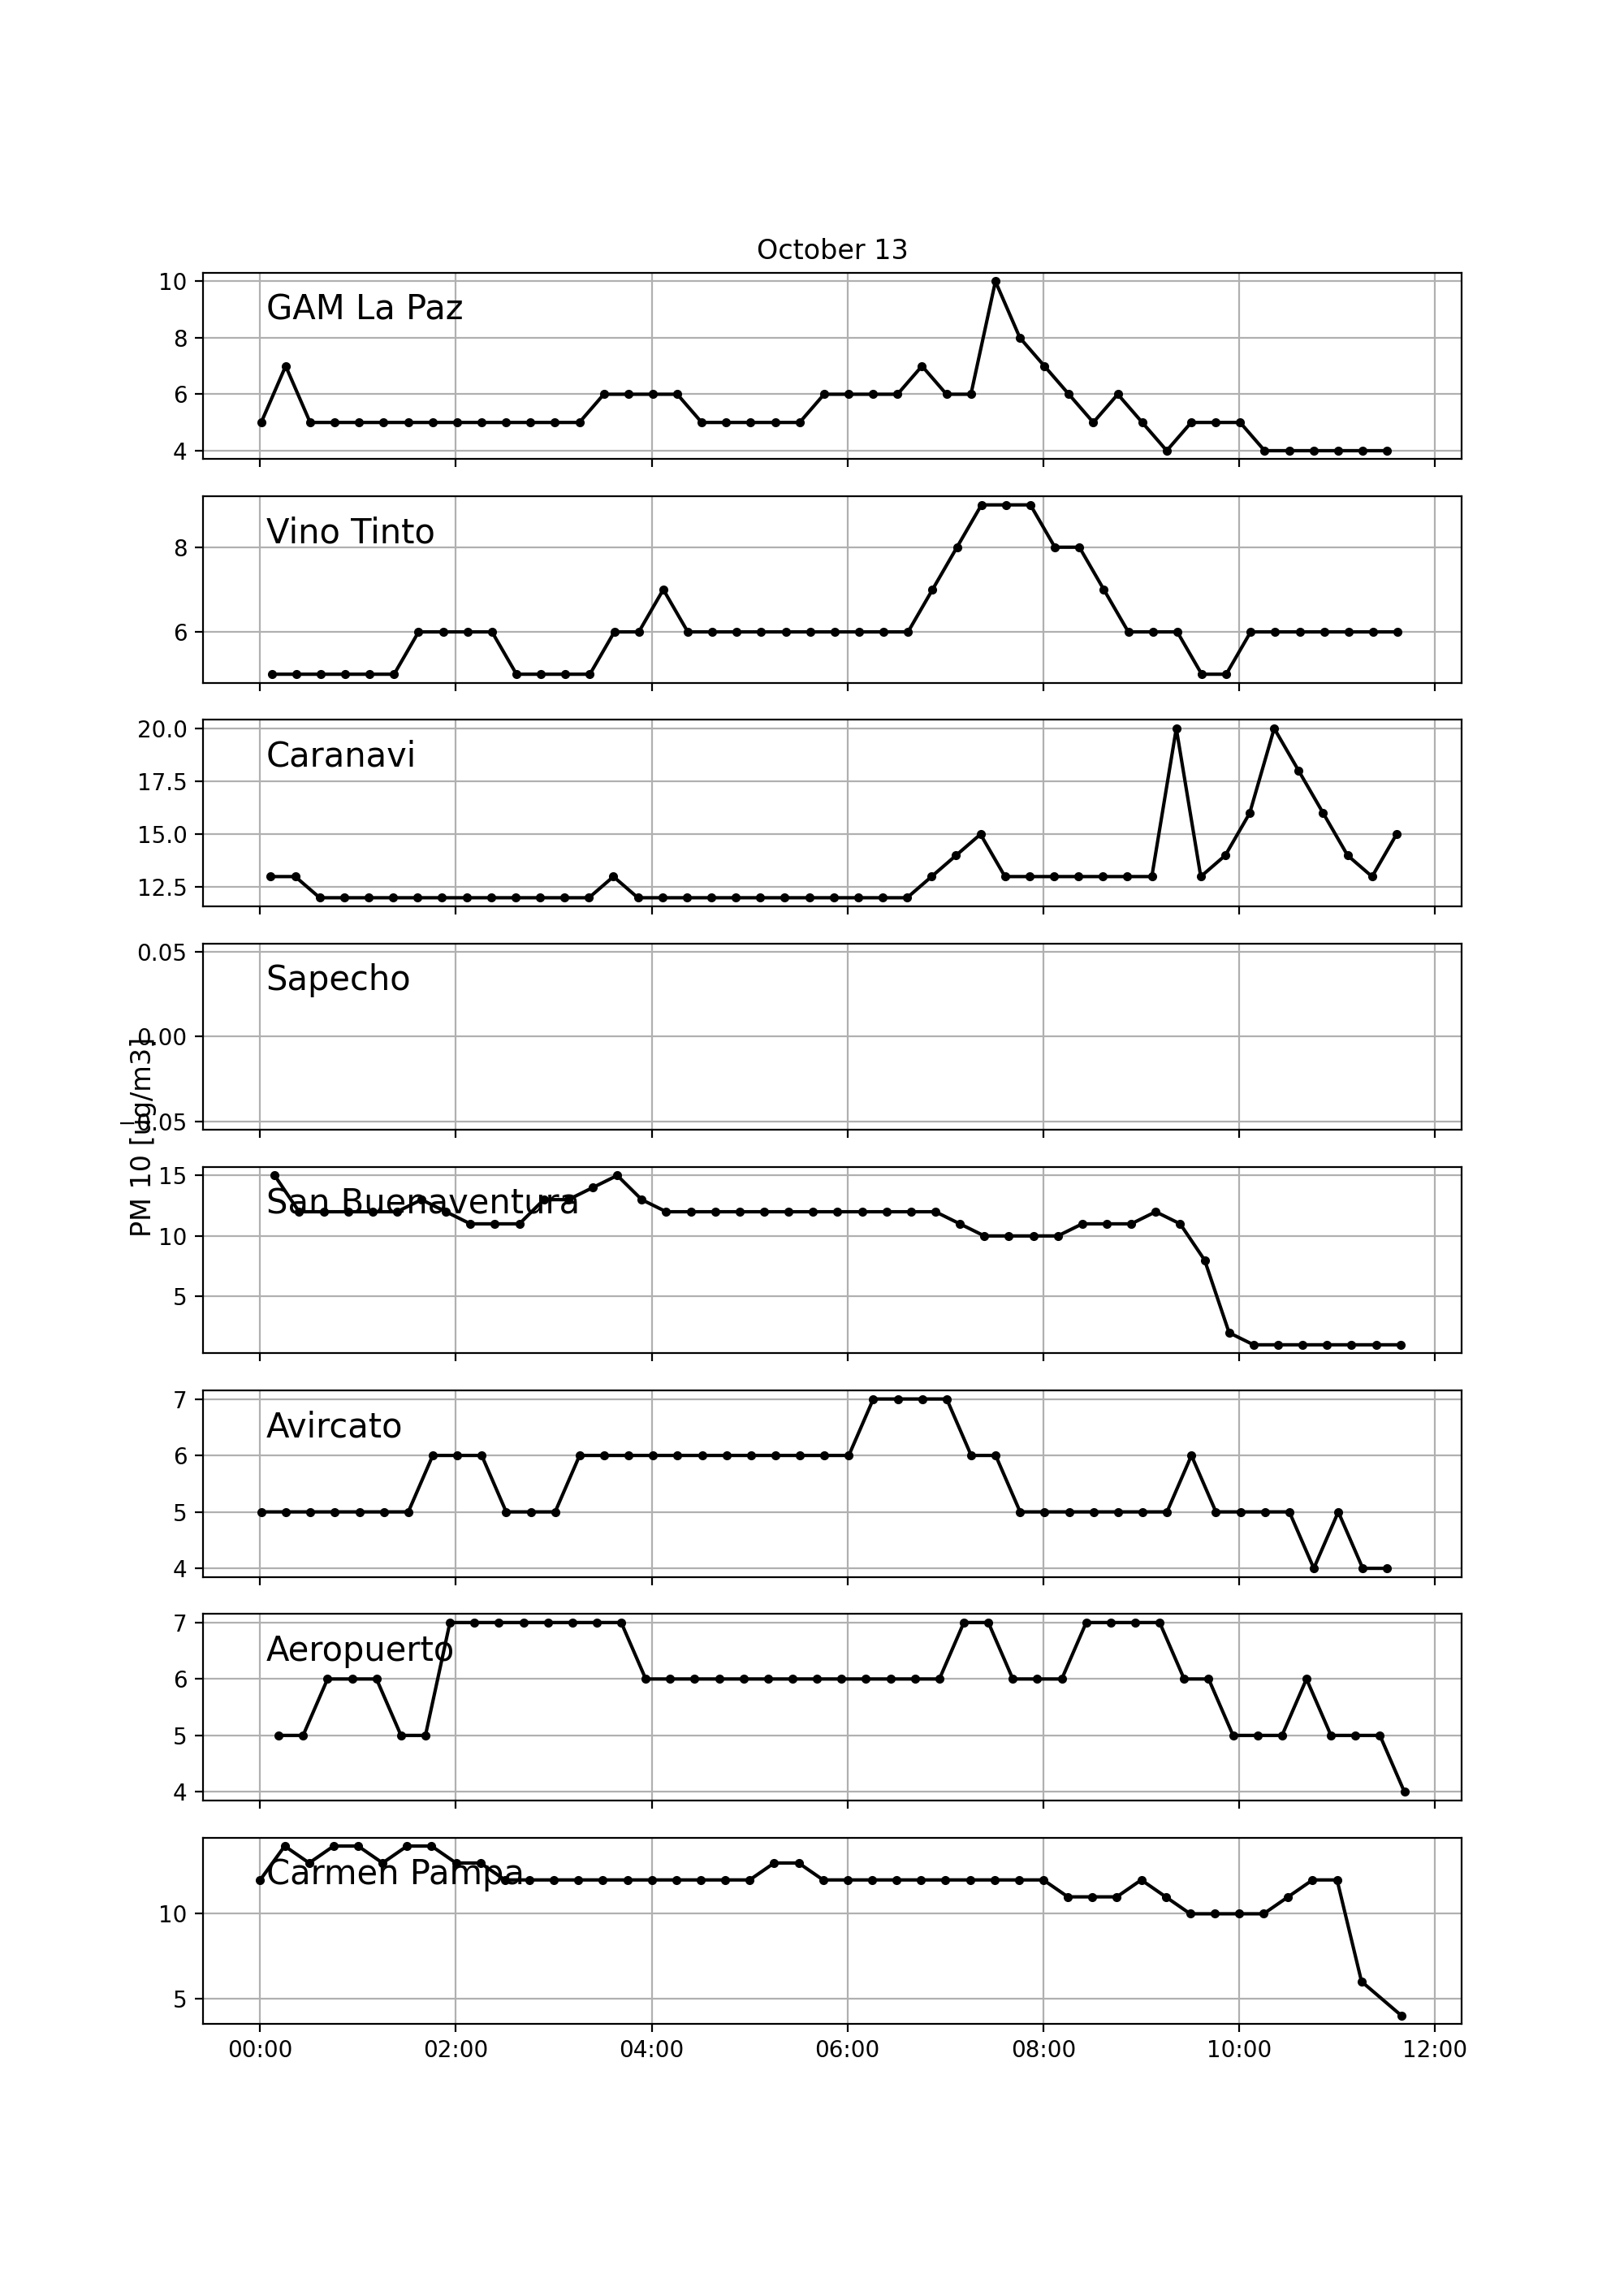 October 13
10
GAM La Paz
8
6
4
Vino Tinto
8
6
20.0
Caranavi
17.5
15.0
12.5
0.05
Sapecho
0.00
−0.05
PM 10 [ug/m3]
15
San Buenaventura
10
5
7
Avircato
6
5
4
7
Aeropuerto
6
5
4
Carmen Pampa
10
5
00:00 02:00 04:00 06:00 08:00 10:00 12:00